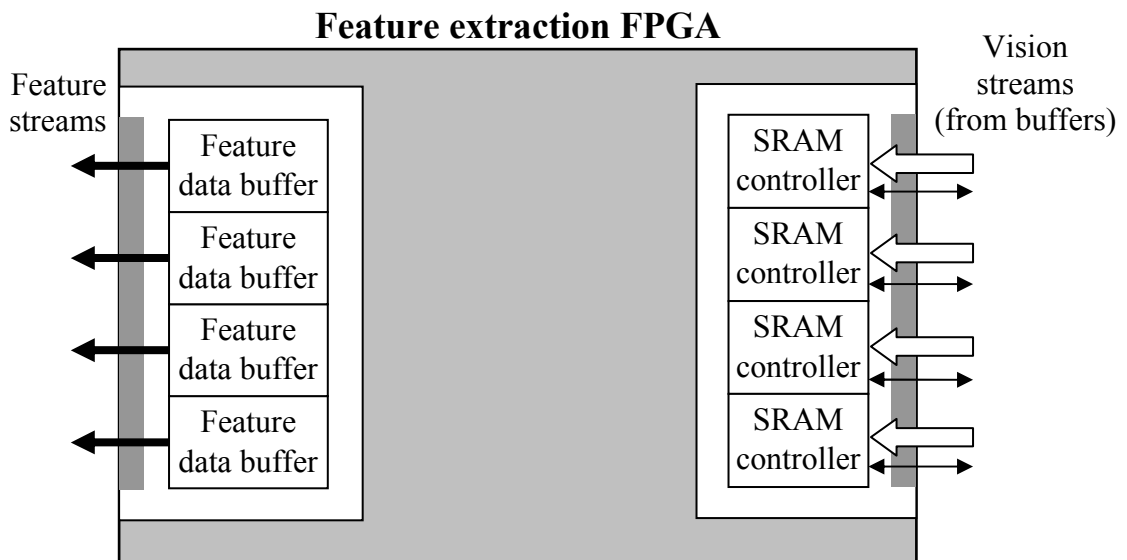 Feature extraction FPGA
Feature
streams
Vision
streams
(from buffers)
Feature
data buffer
Feature
data buffer
Feature
data buffer
Feature
data buffer
SRAM
controller
SRAM
controller
SRAM
controller
SRAM
controller